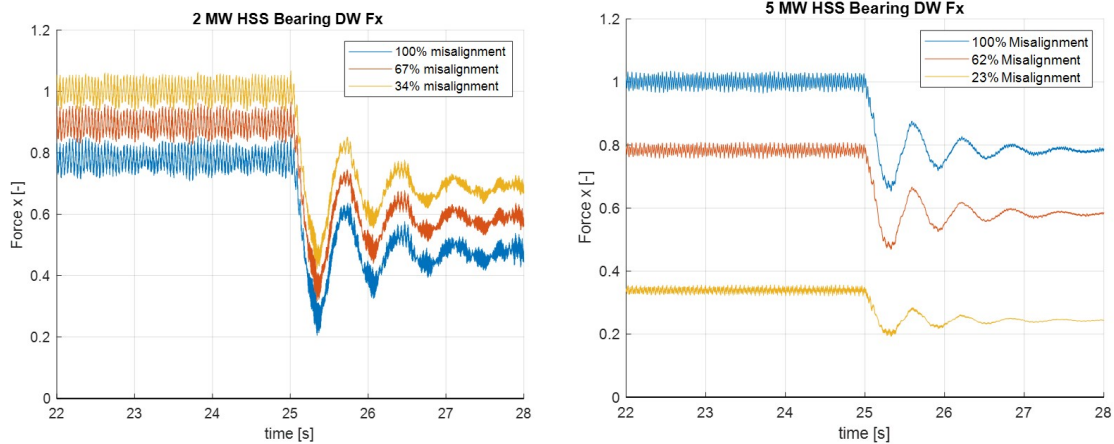 2 MW HSS Bearing DW Fx
1.2
1
0.8
0.6
0.4
0.2
0
Force x [-]
100% misalignment
67% misalignment
34% misalignment
22
23
24
25
26
27
28
time [s]
5 MW HSS Bearing DW Fx
1.2
1
0.8
0.6
0.4
0.2
0
Force x [-]
100% Misalignment
62% Misalignment
23% Misalignment
22
23
24
25
26
27
28
time [s]